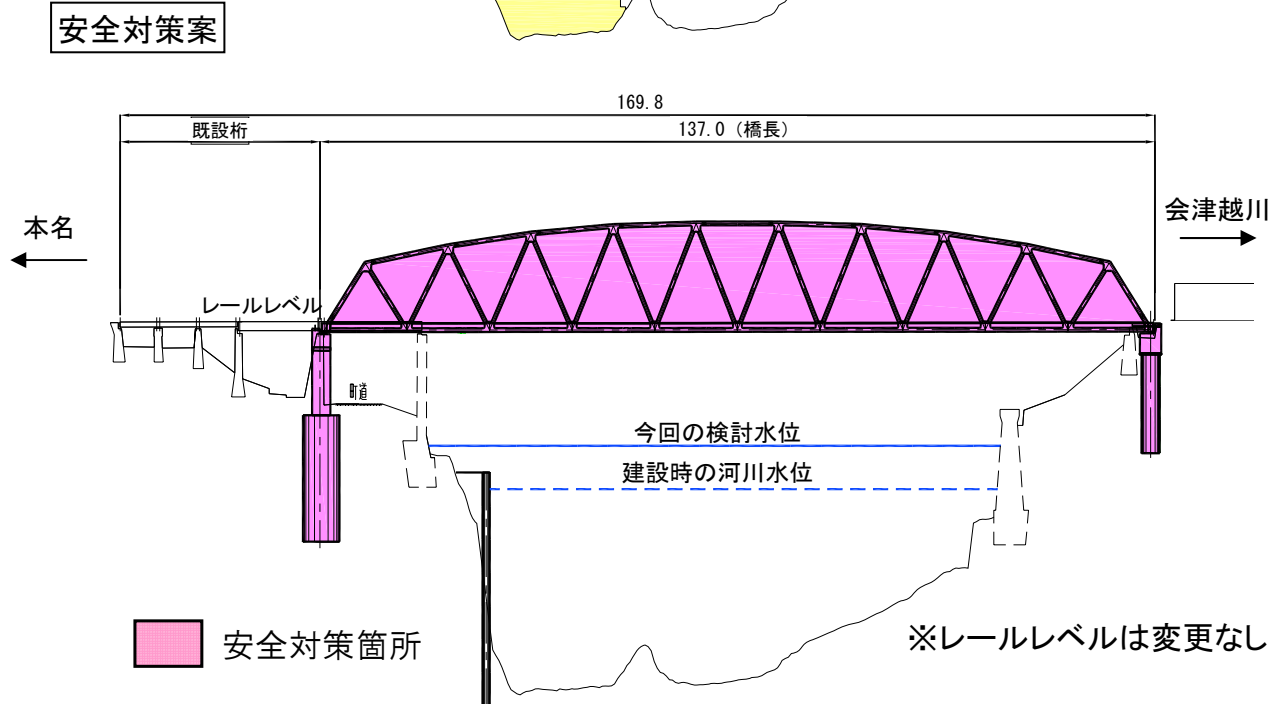 安全対策案
169.8
既設桁
137.0 (橋長)
本名
会津越川
レールレベル
町道
今回の検討水位
建設時の河川水位
安全対策箇所
※レールレベルは変更なし